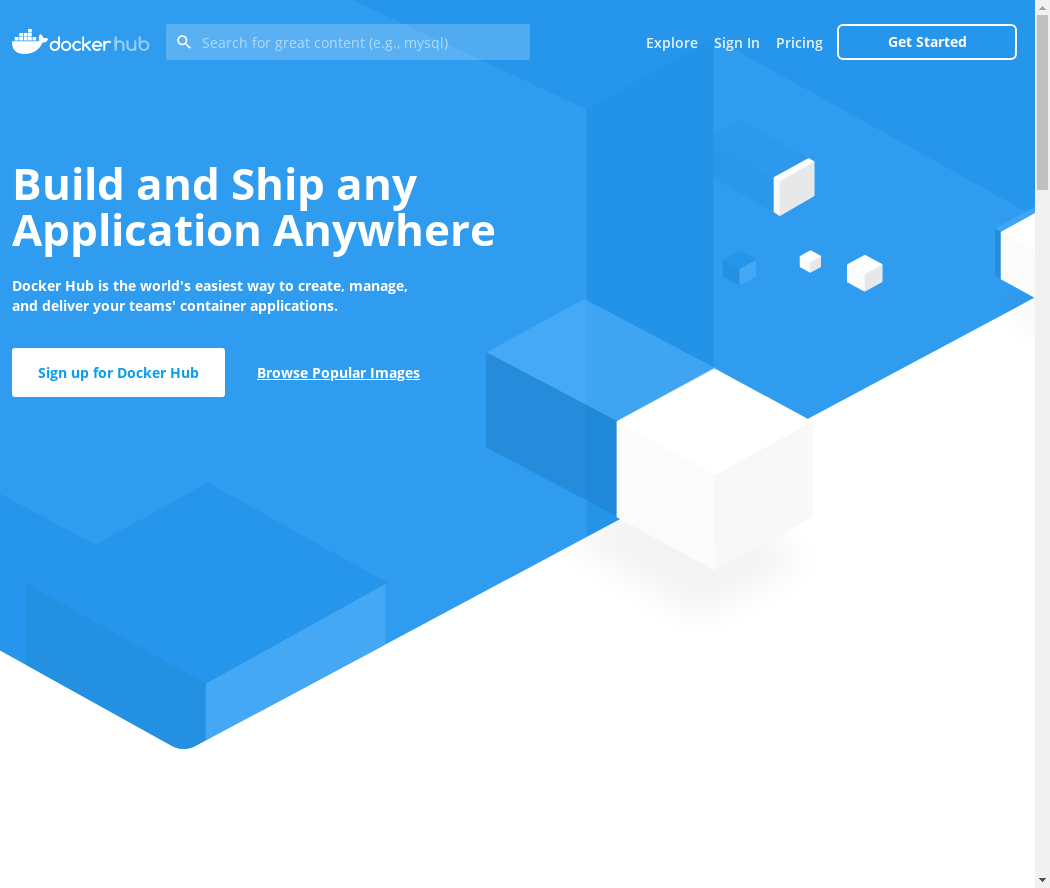 docker hub
Search for great content (e.g., mysql)
Explore
Sign In
Pricing
Get Started
Build and Ship any
Application Anywhere
Docker Hub is the world's easiest way to create, manage,
and deliver your teams' container applications.
Sign up for Docker Hub
Browse Popular Images